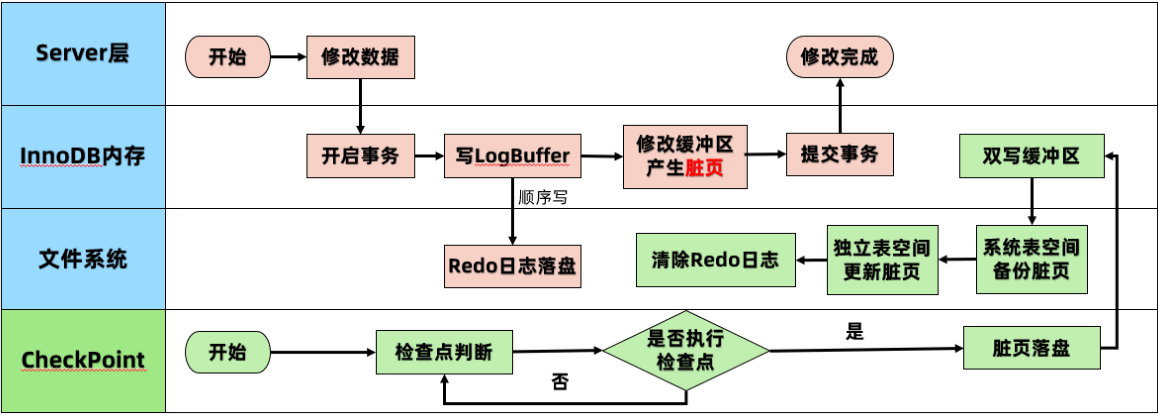 Server层
开始
修改数据
修改完成
InnoDB内存
开启事务
写LogBuffer
修改缓冲区
产生脏页
提交事务
双写缓冲区
顺序写
文件系统
Redo日志落盘
清除Redo日志
独立表空间
更新脏页
系统表空间
备份脏页
CheckPoint
开始
检查点判断
是否执行
检查点
是
脏页落盘
否